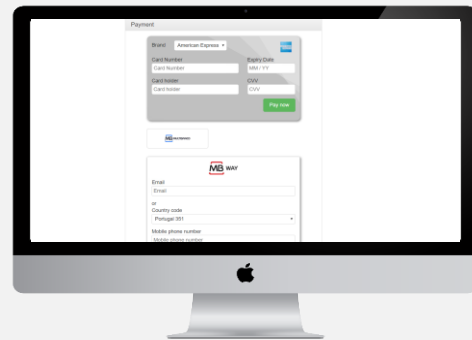 Payment
Brand American Express
Card Number Expiry Date
Card Number MM / YY
Card holder CVV
Card holder CVV
Pay now
MB WAY
Email
Email
or
Country code
Portugal 351
Mobile phone number
Mobile phone number